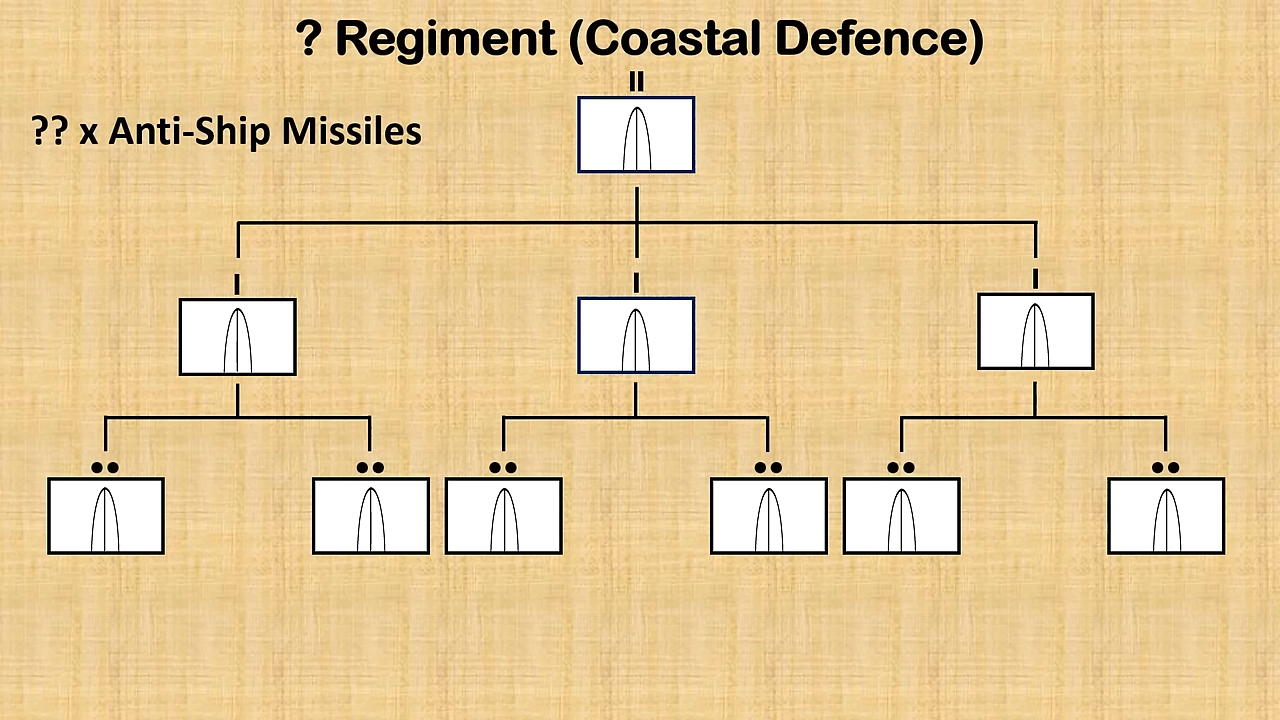 ? Regiment (Coastal Defence)
?? x Anti-Ship Missiles